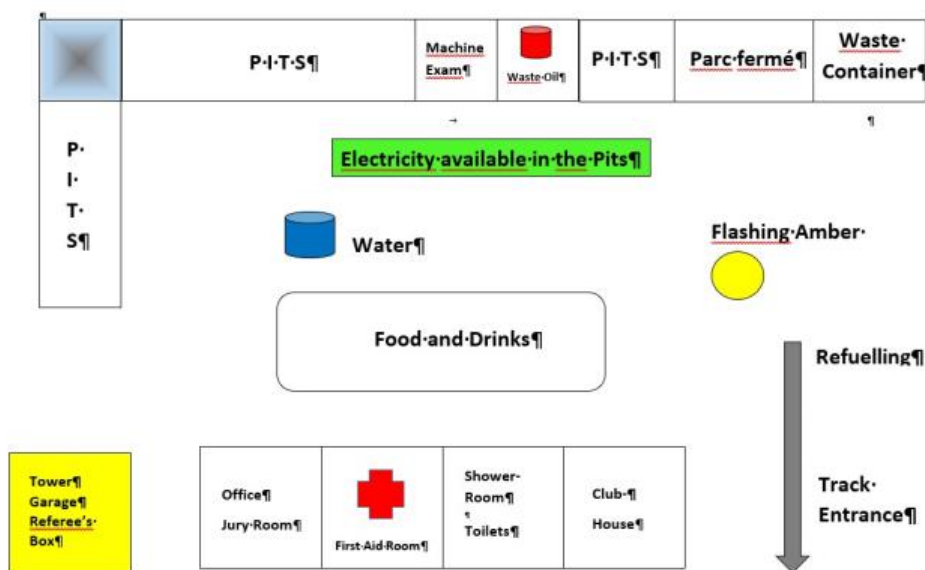 ¶
P·I·T·S¶
Machine
Exam¶
Waste·Oil¶
P·I·T·S¶
Parc·fermé¶
Waste·
Container¶
→
¶
P·
I·
T·
S¶
Electricity·available·in·the·Pits¶
Water¶
Flashing·Amber·
Food·and·Drinks¶
Refuelling¶
Tower¶
Garage¶
Referee's·
Box¶
Office¶
Jury·Room¶
First·Aid·Room¶
Shower-
Room¶
¶
Toilets¶
Club-
House¶
Track·
Entrance¶